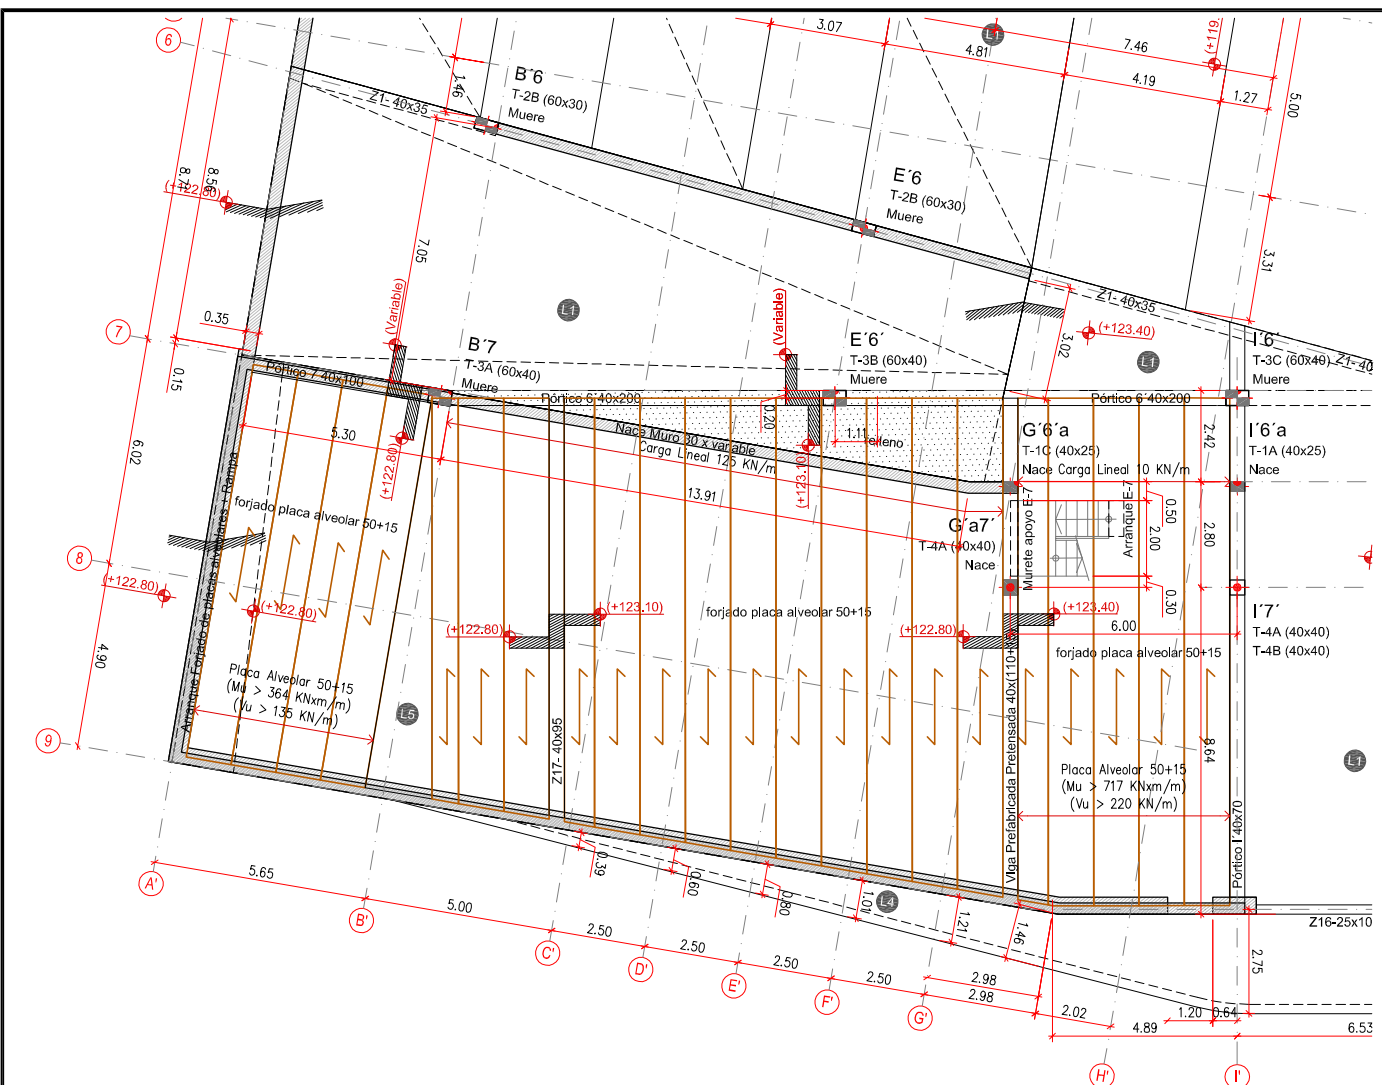 6
3.07
4.81
7.46
4.19
1.27
5.00
3.31
L1
(+119
1.46
B´6
T-2B (60x30)
Muere
Z1- 40x35
E´6
T-2B (60x30)
Muere
8.56
(+122.80)
7.05
(Variable)
(Variable)
L1
7
0.35
0.15
6.02
B´7
T-3A (60x40)
Muere
Pórtico 7 40x100
E´6´
T-3B (60x40)
Muere
Pórtico 6´40x200
Z1- 40x35
3.02
(+123.40)
L1
I´6´
T-3C (60x40)
Muere
Z1-40
Pórtico 6´40x200
5.30
0.20
1.11
relleno
Nace Muro 30 x variable
Carga Lineal 125 KN/m
13.91
(+122.80)
(+123.10)
G´6´a
T-1C (40x25)
Nace Carga Lineal 10 KN/m
2.42
I´6´a
T-1A (40x25)
Nace
forjado placa alveolar 50+15
Arranque Forjado de placas alveolares + Rampa
G´a7´
T-4A (40x40)
Nace
Murete apoyo E-7
Arranque E-7
0.50
2.00
2.80
0.30
8
(+122.80)
(+122.80)
4.90
(+122.80)
(+123.10)
forjado placa alveolar 50+15
(+122.80)
(+123.40)
6.00
forjado placa alveolar 50+15
I´7´
T-4A (40x40)
T-4B (40x40)
Placa Alveolar 50+15
(Mu > 364 KNxm/m)
(Vu > 135 KN/m)
L5
9
Z17- 40x95
Viga Prefabricada Pretensada 40x(110+
8.64
Placa Alveolar 50+15
(Mu > 717 KNxm/m)
(Vu > 220 KN/m)
L1
Pórtico I´40x70
0.39
0.60
0.80
1.01
L4
1.21
1.46
Z16-25x10
2.75
A'
5.65
B'
5.00
C'
2.50
D'
2.50
E'
2.50
F'
2.50
G'
2.98
2.98
2.02
4.89
1.20
0.64
6.53
H'
I'